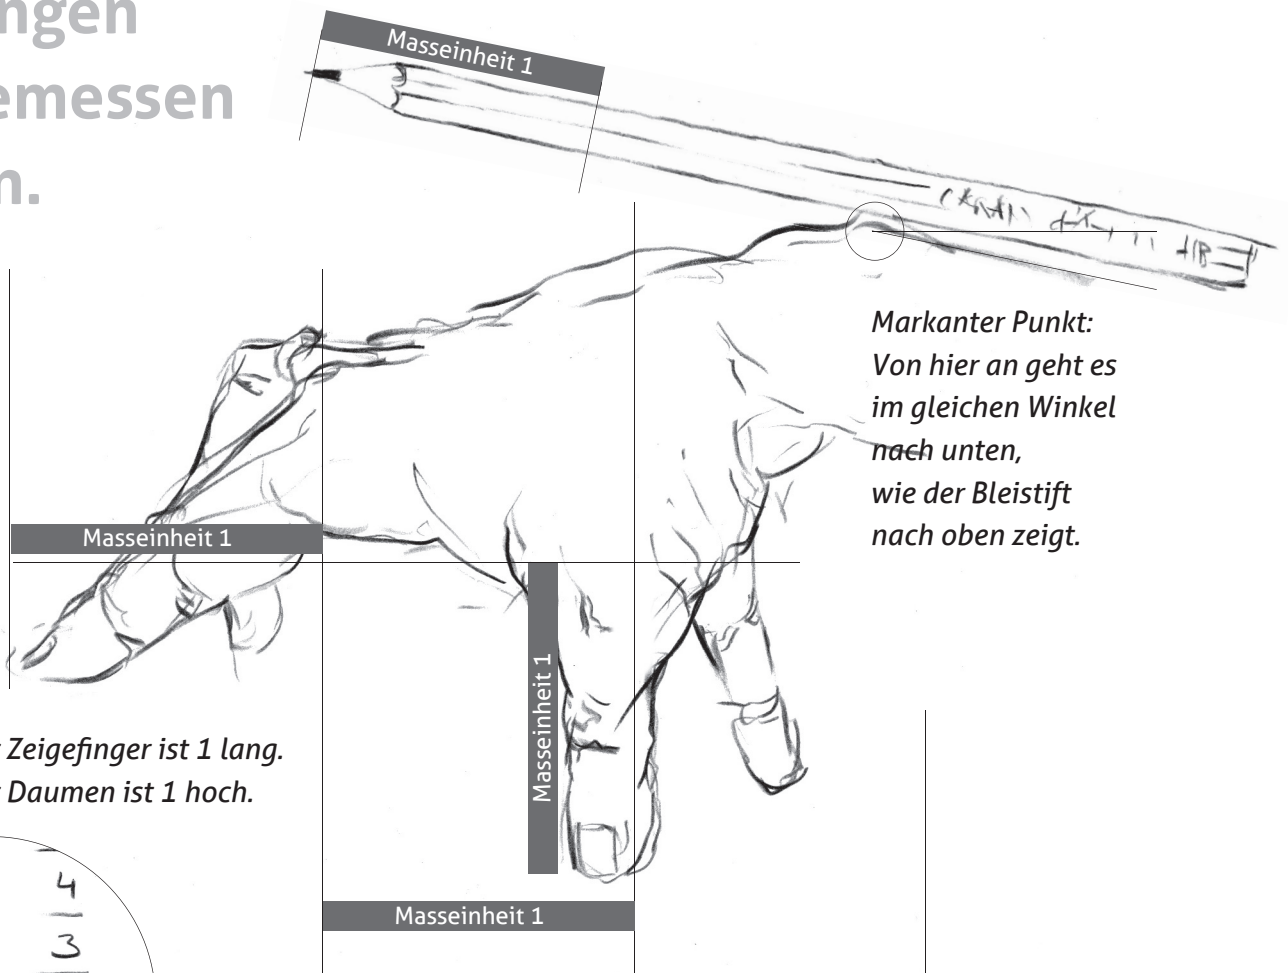 ngen
emessen
n.
Masseinheit 1
CARAN d'A
HB
Markanter Punkt:
Von hier an geht es
im gleichen Winkel
nach unten,
wie der Bleistift
nach oben zeigt.
Masseinheit 1
Masseinheit 1
Zeigefinger ist 1 lang.
Daumen ist 1 hoch.
Masseinheit 1
4
3